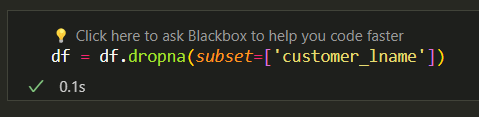 💡 Click here to ask Blackbox to help you code faster
df = df.dropna(subset=['customer_lname'])
✓ 0.1s